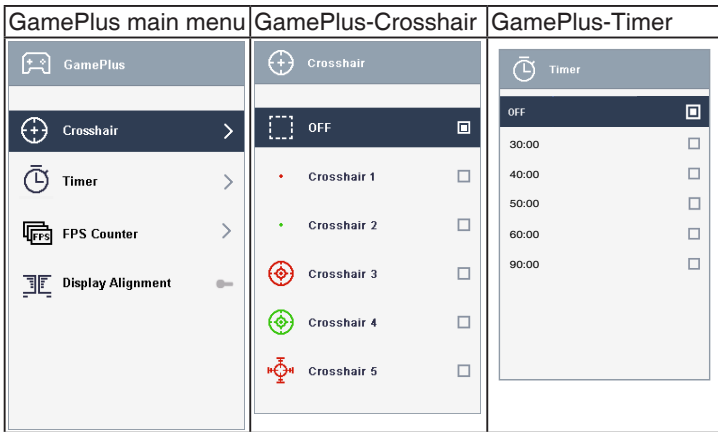 GamePlus main menu
GamePlus
Crosshair
Timer
FPS
FPS Counter
Display Alignment
GamePlus-Crosshair
Crosshair
OFF
Crosshair 1
Crosshair 2
Crosshair 3
Crosshair 4
Crosshair 5
GamePlus-Timer
Timer
OFF
30:00
40:00
50:00
60:00
90:00